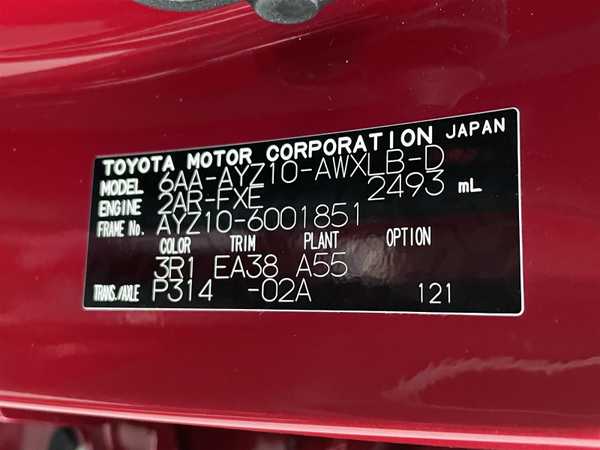 TOYOTA MOTOR CORPORATION JAPAN
MODEL 6AA-AYZ10-AWXLB-D
ENGINE 2AR-FXE 2493 mL
FRAME No. AYZ10-6001851
COLOR TRIM PLANT OPTION
3R1 EA38 A55
TRANS./AXLE P314 -02A 121